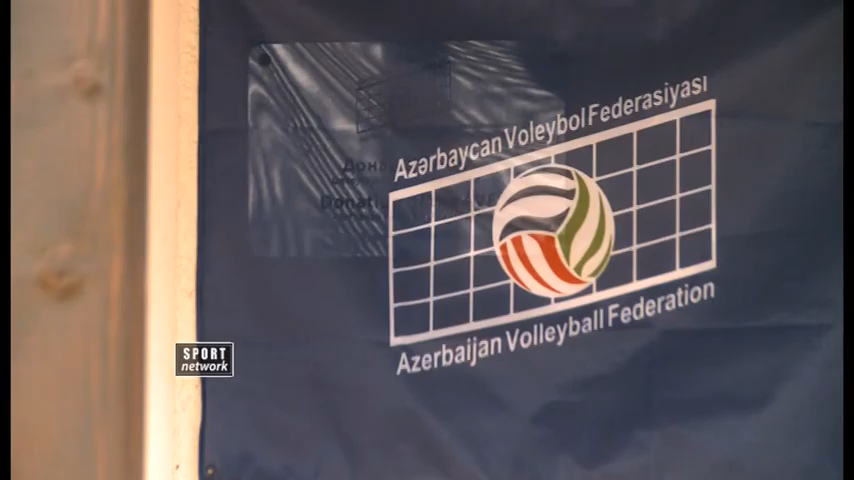 Azərbaycan Voleybol Federasiyası
Azerbaijan Volleyball Federation
SPORT
network